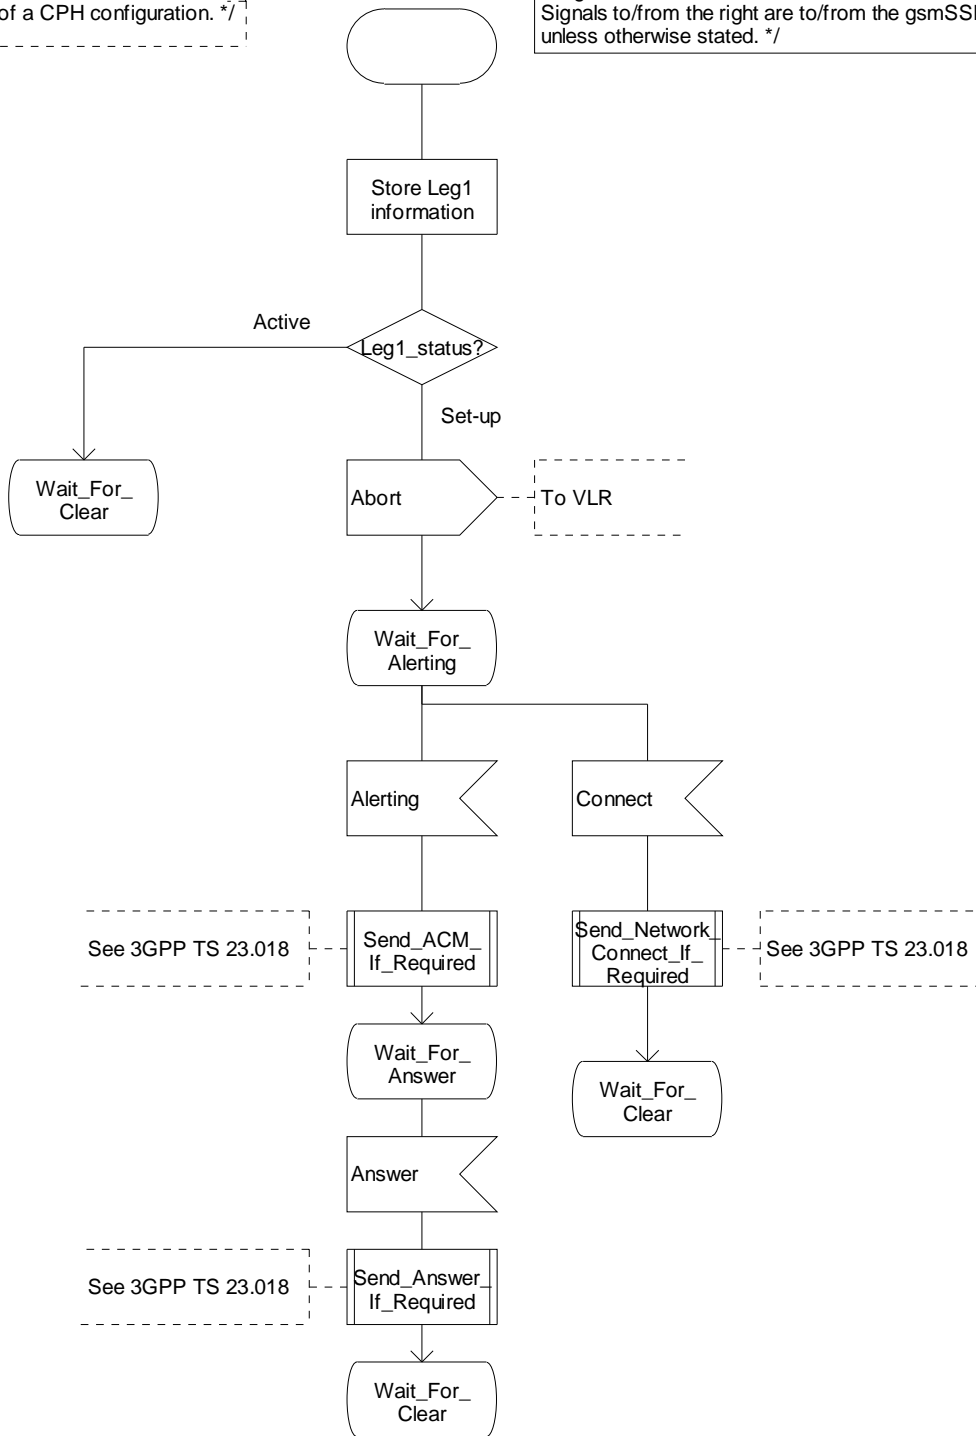 of a CPH configuration. */
Signals to/from the right are to/from the gsmSS
unless otherwise stated. */
Store Leg1
information
Active
Leg1_status?
Set-up
Wait_For_
Clear
Abort
To VLR
Wait_For_
Alerting
Alerting
Connect
See 3GPP TS 23.018
Send_ACM_
If_Required
Send_Network_
Connect_If_
Required
See 3GPP TS 23.018
Wait_For_
Answer
Wait_For_
Clear
Answer
See 3GPP TS 23.018
Send_Answer_
If_Required
Wait_For_
Clear